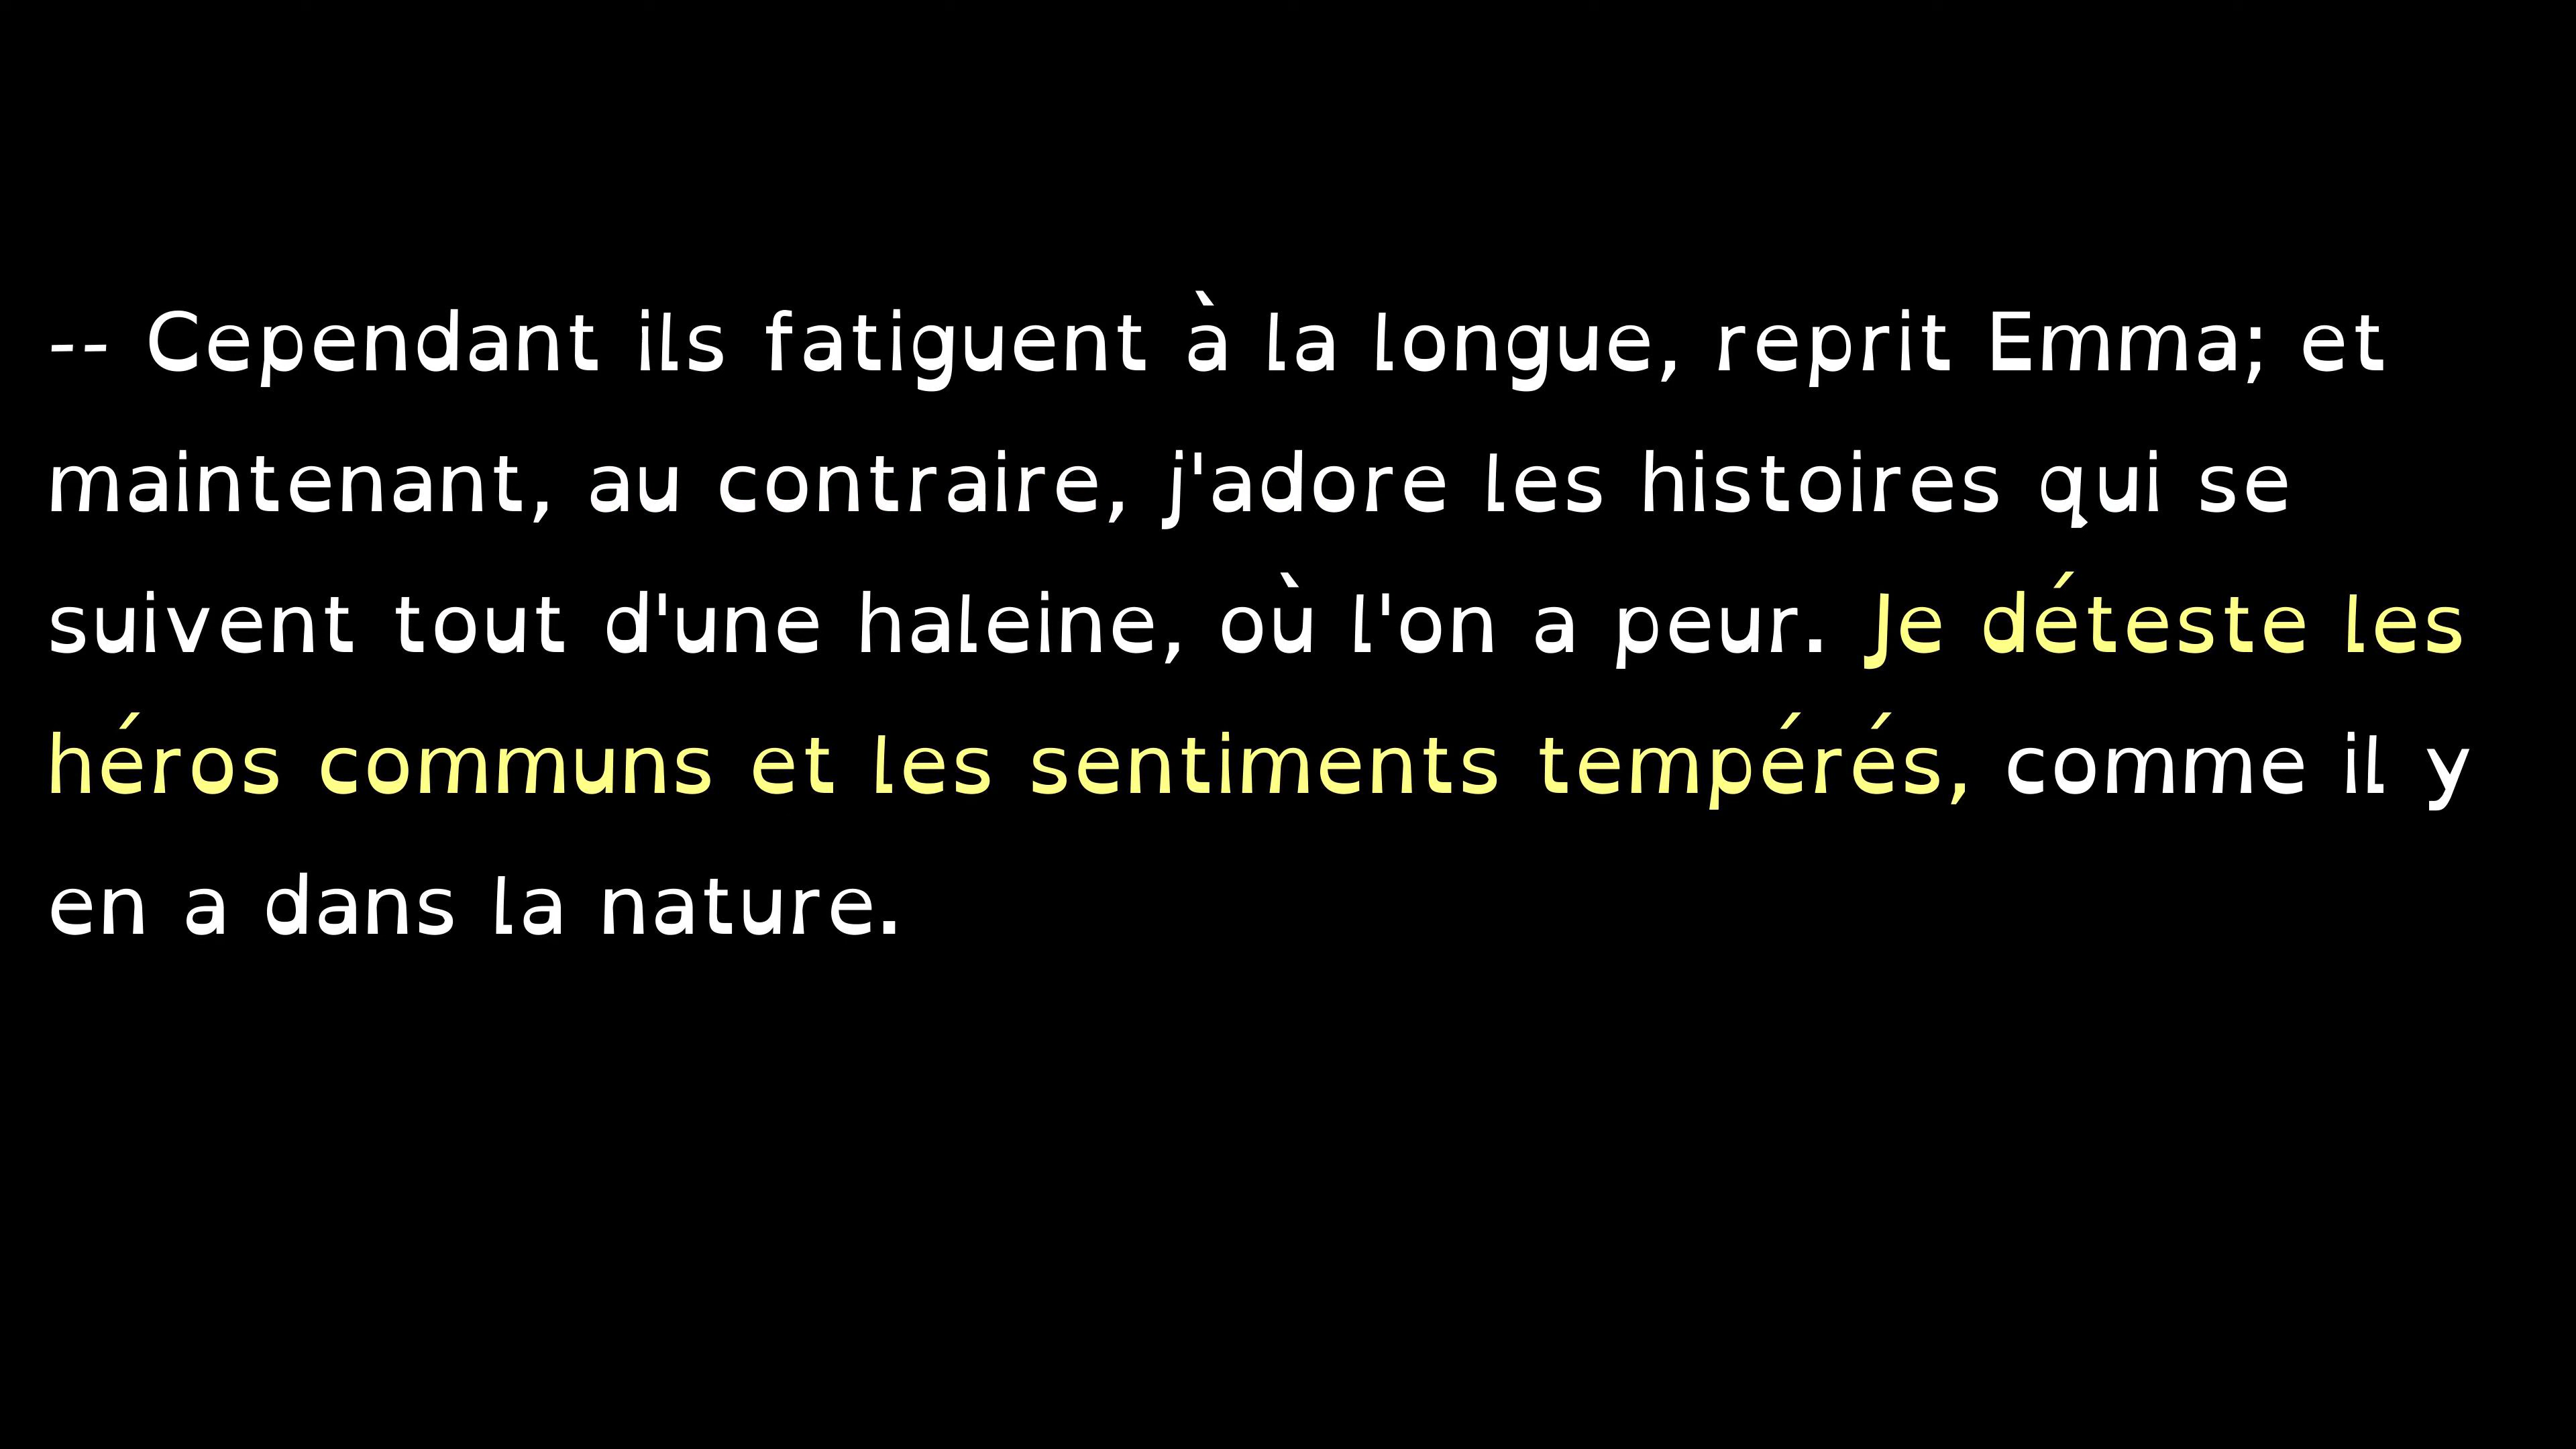 -- Cependant ils fatiguent à la longue, reprit Emma; et
maintenant, au contraire, j'adore les histoires qui se
suivent tout d'une haleine, où l'on a peur. Je déteste les
héros communs et les sentiments tempérés, comme il y
en a dans la nature.